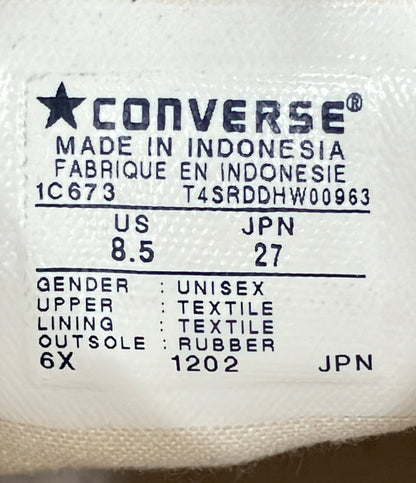 ★CONVERSE®
MADE IN INDONESIA
FABRIQUE EN INDONESIE
1C673 T4SRDDHW00963
US JPN
8.5 27
GENDER : UNISEX
UPPER : TEXTILE
LINING : TEXTILE
OUTSOLE : RUBBER
6X 1202 JPN